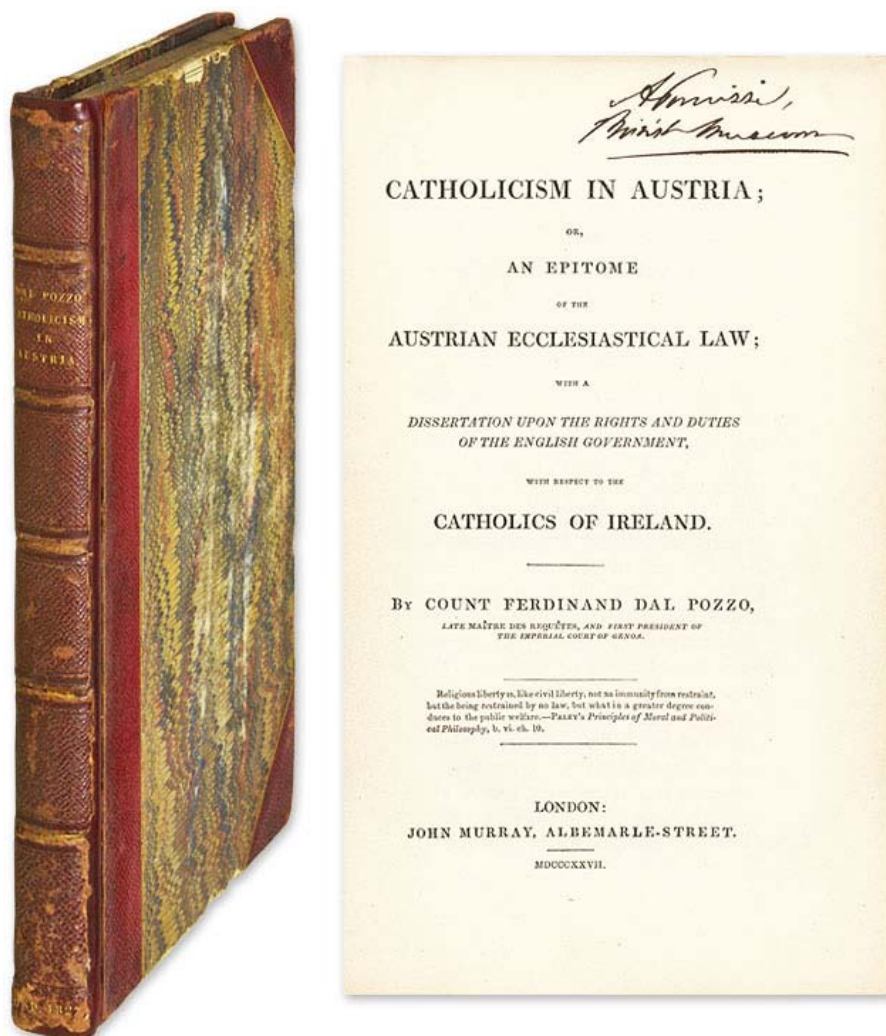 DAL POZZO
CATHOLICISM
IN
AUSTRIA
1827
British Museum
CATHOLICISM IN AUSTRIA;
OR,
AN EPITOME
OF THE
AUSTRIAN ECCLESIASTICAL LAW;
WITH A
DISSERTATION UPON THE RIGHTS AND DUTIES
OF THE ENGLISH GOVERNMENT,
WITH RESPECT TO THE
CATHOLICS OF IRELAND.
BY COUNT FERDINAND DAL POZZO,
LATE MAÎTRE DES REQUÊTES, AND FIRST PRESIDENT OF
THE IMPERIAL COURT OF GENOA.
Religious liberty is, like civil liberty, not an immunity from restraint,
but the being restrained by no law, but what in a greater degree con-
duces to the public welfare.—PALEY's Principles of Moral and Politi-
cal Philosophy, b. vi. ch. 10.
LONDON:
JOHN MURRAY, ALBEMARLE-STREET.
MDCCCXXVII.